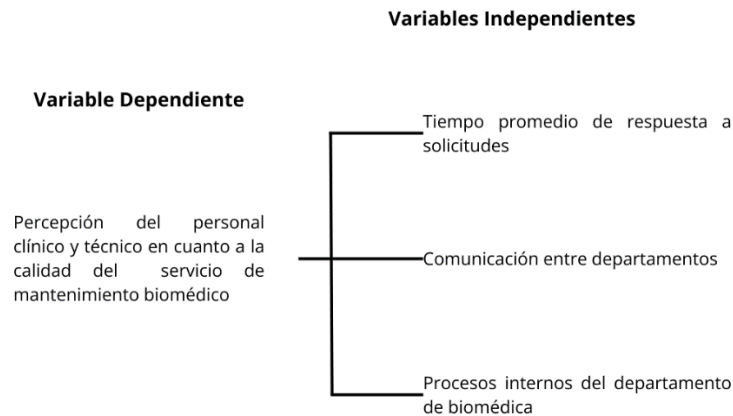 Variables Independientes
Variable Dependiente
Tiempo promedio de respuesta a
solicitudes
Percepción del personal
clínico y técnico en cuanto a la
calidad del servicio de
mantenimiento biomédico
Comunicación entre departamentos
Procesos internos del departamento
de biomédica